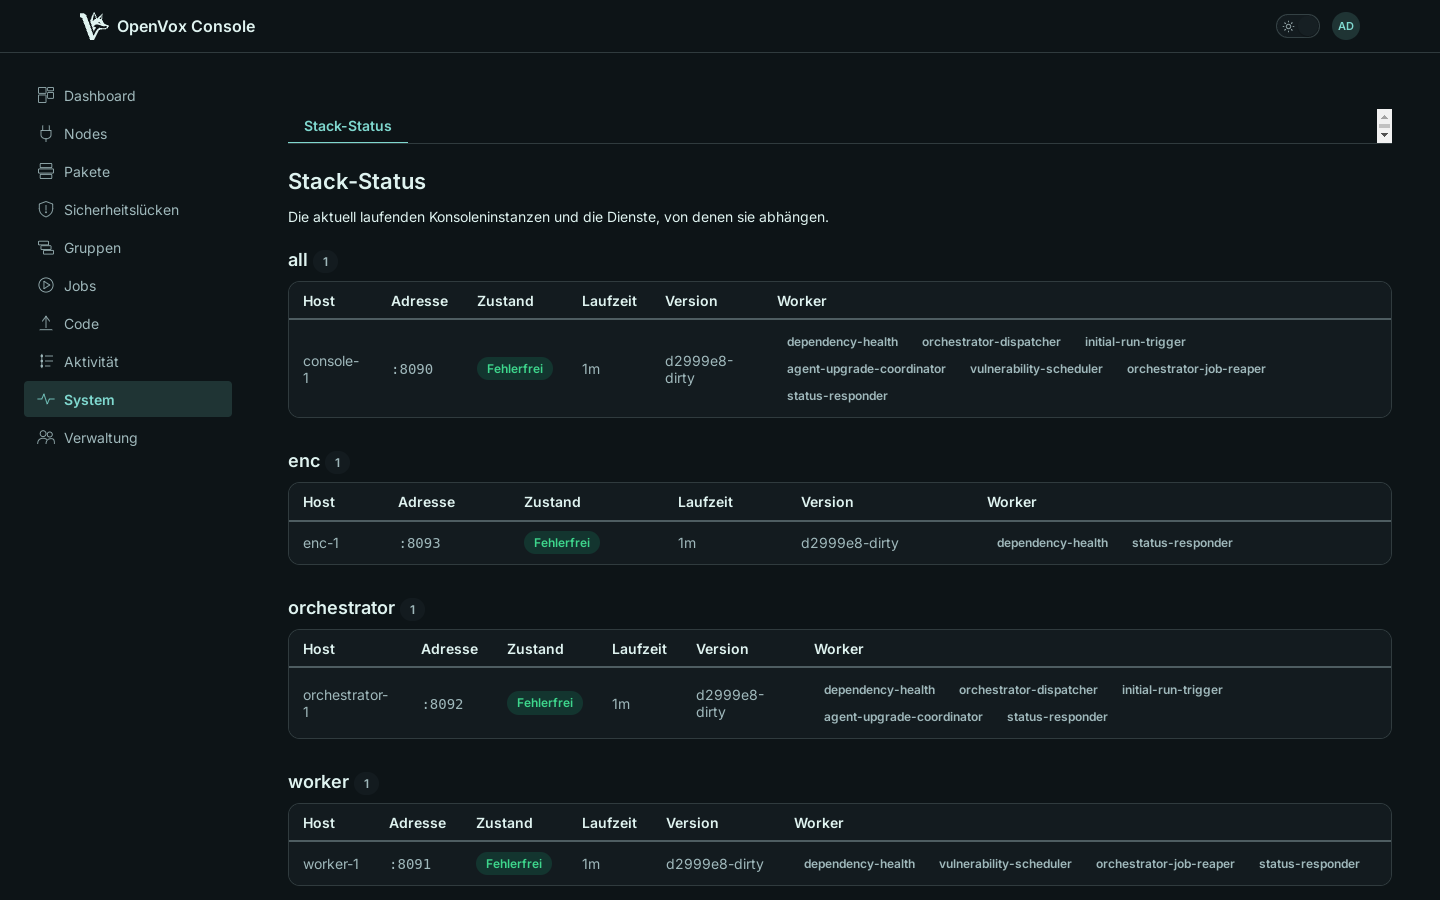 OpenVox Console
AD
Dashboard
Nodes
Pakete
Sicherheitslücken
Gruppen
Jobs
Code
Aktivität
System
Verwaltung
Stack-Status
Stack-Status
Die aktuell laufenden Konsoleninstanzen und die Dienste, von denen sie abhängen.
all 1
Host Adresse Zustand Laufzeit Version Worker
console-1 :8090 Fehlerfrei 1m d2999e8-dirty dependency-health orchestrator-dispatcher initial-run-trigger
agent-upgrade-coordinator vulnerability-scheduler orchestrator-job-reaper
status-responder
enc 1
Host Adresse Zustand Laufzeit Version Worker
enc-1 :8093 Fehlerfrei 1m d2999e8-dirty dependency-health status-responder
orchestrator 1
Host Adresse Zustand Laufzeit Version Worker
orchestrator-1 :8092 Fehlerfrei 1m d2999e8-dirty dependency-health orchestrator-dispatcher initial-run-trigger
agent-upgrade-coordinator status-responder
worker 1
Host Adresse Zustand Laufzeit Version Worker
worker-1 :8091 Fehlerfrei 1m d2999e8-dirty dependency-health vulnerability-scheduler orchestrator-job-reaper status-responder